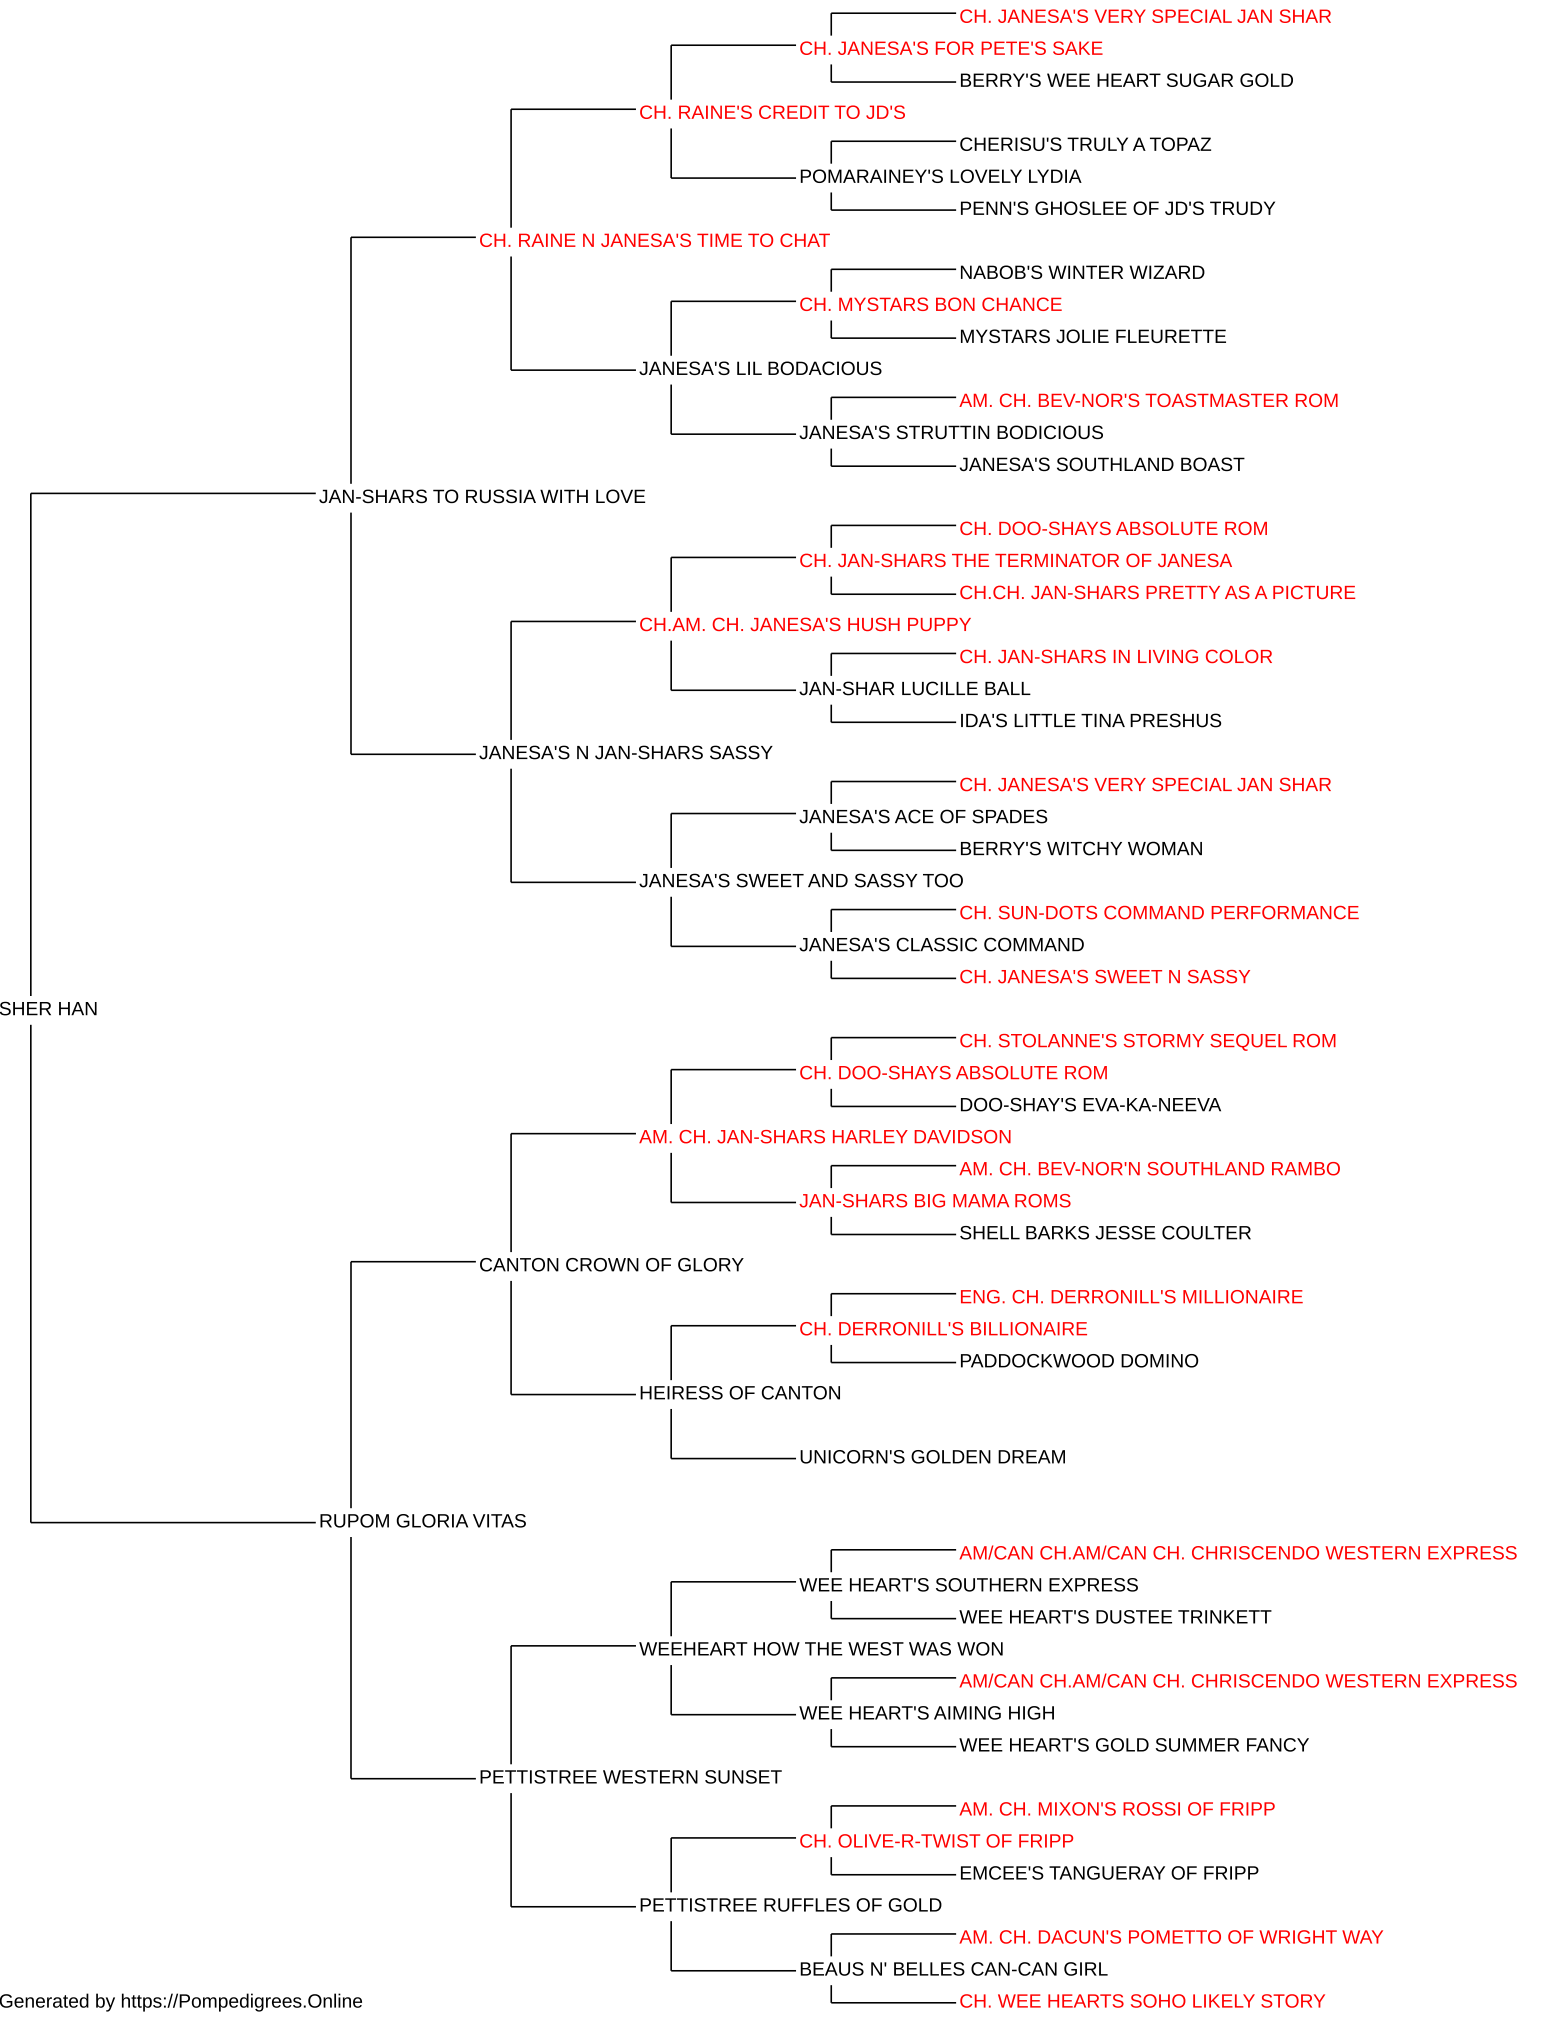 CH. JANESA'S VERY SPECIAL JAN SHAR
CH. JANESA'S FOR PETE'S SAKE
BERRY'S WEE HEART SUGAR GOLD
CH. RAINE'S CREDIT TO JD'S
CHERISU'S TRULY A TOPAZ
POMARAINEY'S LOVELY LYDIA
PENN'S GHOSLEE OF JD'S TRUDY
CH. RAINE N JANESA'S TIME TO CHAT
NABOB'S WINTER WIZARD
CH. MYSTARS BON CHANCE
MYSTARS JOLIE FLEURETTE
JANESA'S LIL BODACIOUS
AM. CH. BEV-NOR'S TOASTMASTER ROM
JANESA'S STRUTTIN BODICIOUS
JANESA'S SOUTHLAND BOAST
JAN-SHARS TO RUSSIA WITH LOVE
CH. DOO-SHAYS ABSOLUTE ROM
CH. JAN-SHARS THE TERMINATOR OF JANESA
CH.CH. JAN-SHARS PRETTY AS A PICTURE
CH.AM. CH. JANESA'S HUSH PUPPY
CH. JAN-SHARS IN LIVING COLOR
JAN-SHAR LUCILLE BALL
IDA'S LITTLE TINA PRESHUS
JANESA'S N JAN-SHARS SASSY
CH. JANESA'S VERY SPECIAL JAN SHAR
JANESA'S ACE OF SPADES
BERRY'S WITCHY WOMAN
JANESA'S SWEET AND SASSY TOO
CH. SUN-DOTS COMMAND PERFORMANCE
JANESA'S CLASSIC COMMAND
CH. JANESA'S SWEET N SASSY
SHER HAN
CH. STOLANNE'S STORMY SEQUEL ROM
CH. DOO-SHAYS ABSOLUTE ROM
DOO-SHAY'S EVA-KA-NEEVA
AM. CH. JAN-SHARS HARLEY DAVIDSON
AM. CH. BEV-NOR'N SOUTHLAND RAMBO
JAN-SHARS BIG MAMA ROMS
SHELL BARKS JESSE COULTER
CANTON CROWN OF GLORY
ENG. CH. DERRONILL'S MILLIONAIRE
CH. DERRONILL'S BILLIONAIRE
PADDOCKWOOD DOMINO
HEIRESS OF CANTON
UNICORN'S GOLDEN DREAM
RUPOM GLORIA VITAS
AM/CAN CH.AM/CAN CH. CHRISCENDO WESTERN EXPRESS
WEE HEART'S SOUTHERN EXPRESS
WEE HEART'S DUSTEE TRINKETT
WEEHEART HOW THE WEST WAS WON
AM/CAN CH.AM/CAN CH. CHRISCENDO WESTERN EXPRESS
WEE HEART'S AIMING HIGH
WEE HEART'S GOLD SUMMER FANCY
PETTISTREE WESTERN SUNSET
AM. CH. MIXON'S ROSSI OF FRIPP
CH. OLIVE-R-TWIST OF FRIPP
EMCEE'S TANGUERAY OF FRIPP
PETTISTREE RUFFLES OF GOLD
AM. CH. DACUN'S POMETTO OF WRIGHT WAY
BEAUS N' BELLES CAN-CAN GIRL
CH. WEE HEARTS SOHO LIKELY STORY
Generated by https://Pompedigrees.Online